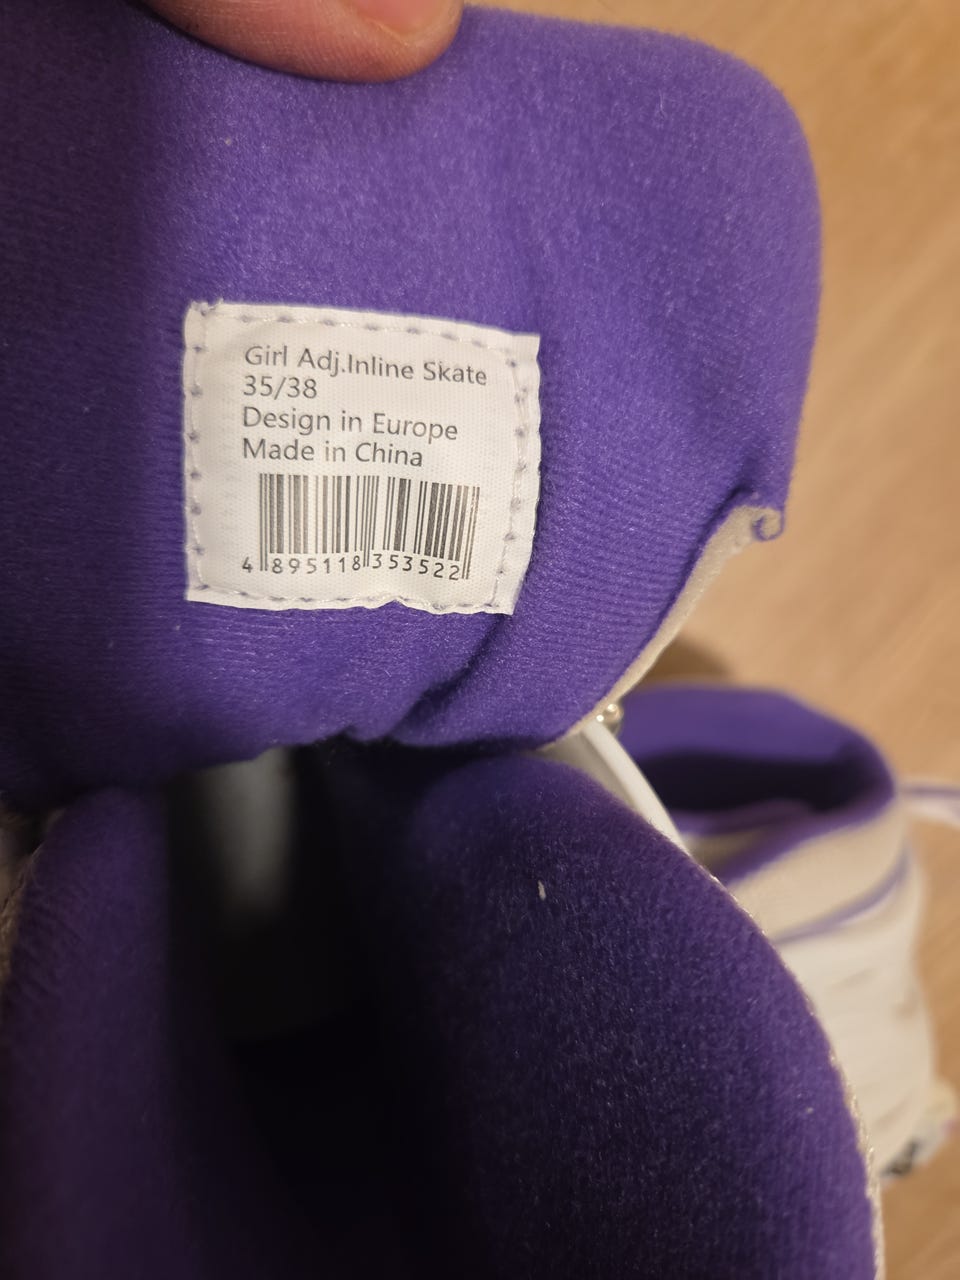 Girl Adj.Inline Skate
35/38
Design in Europe
Made in China
4 895118 353522